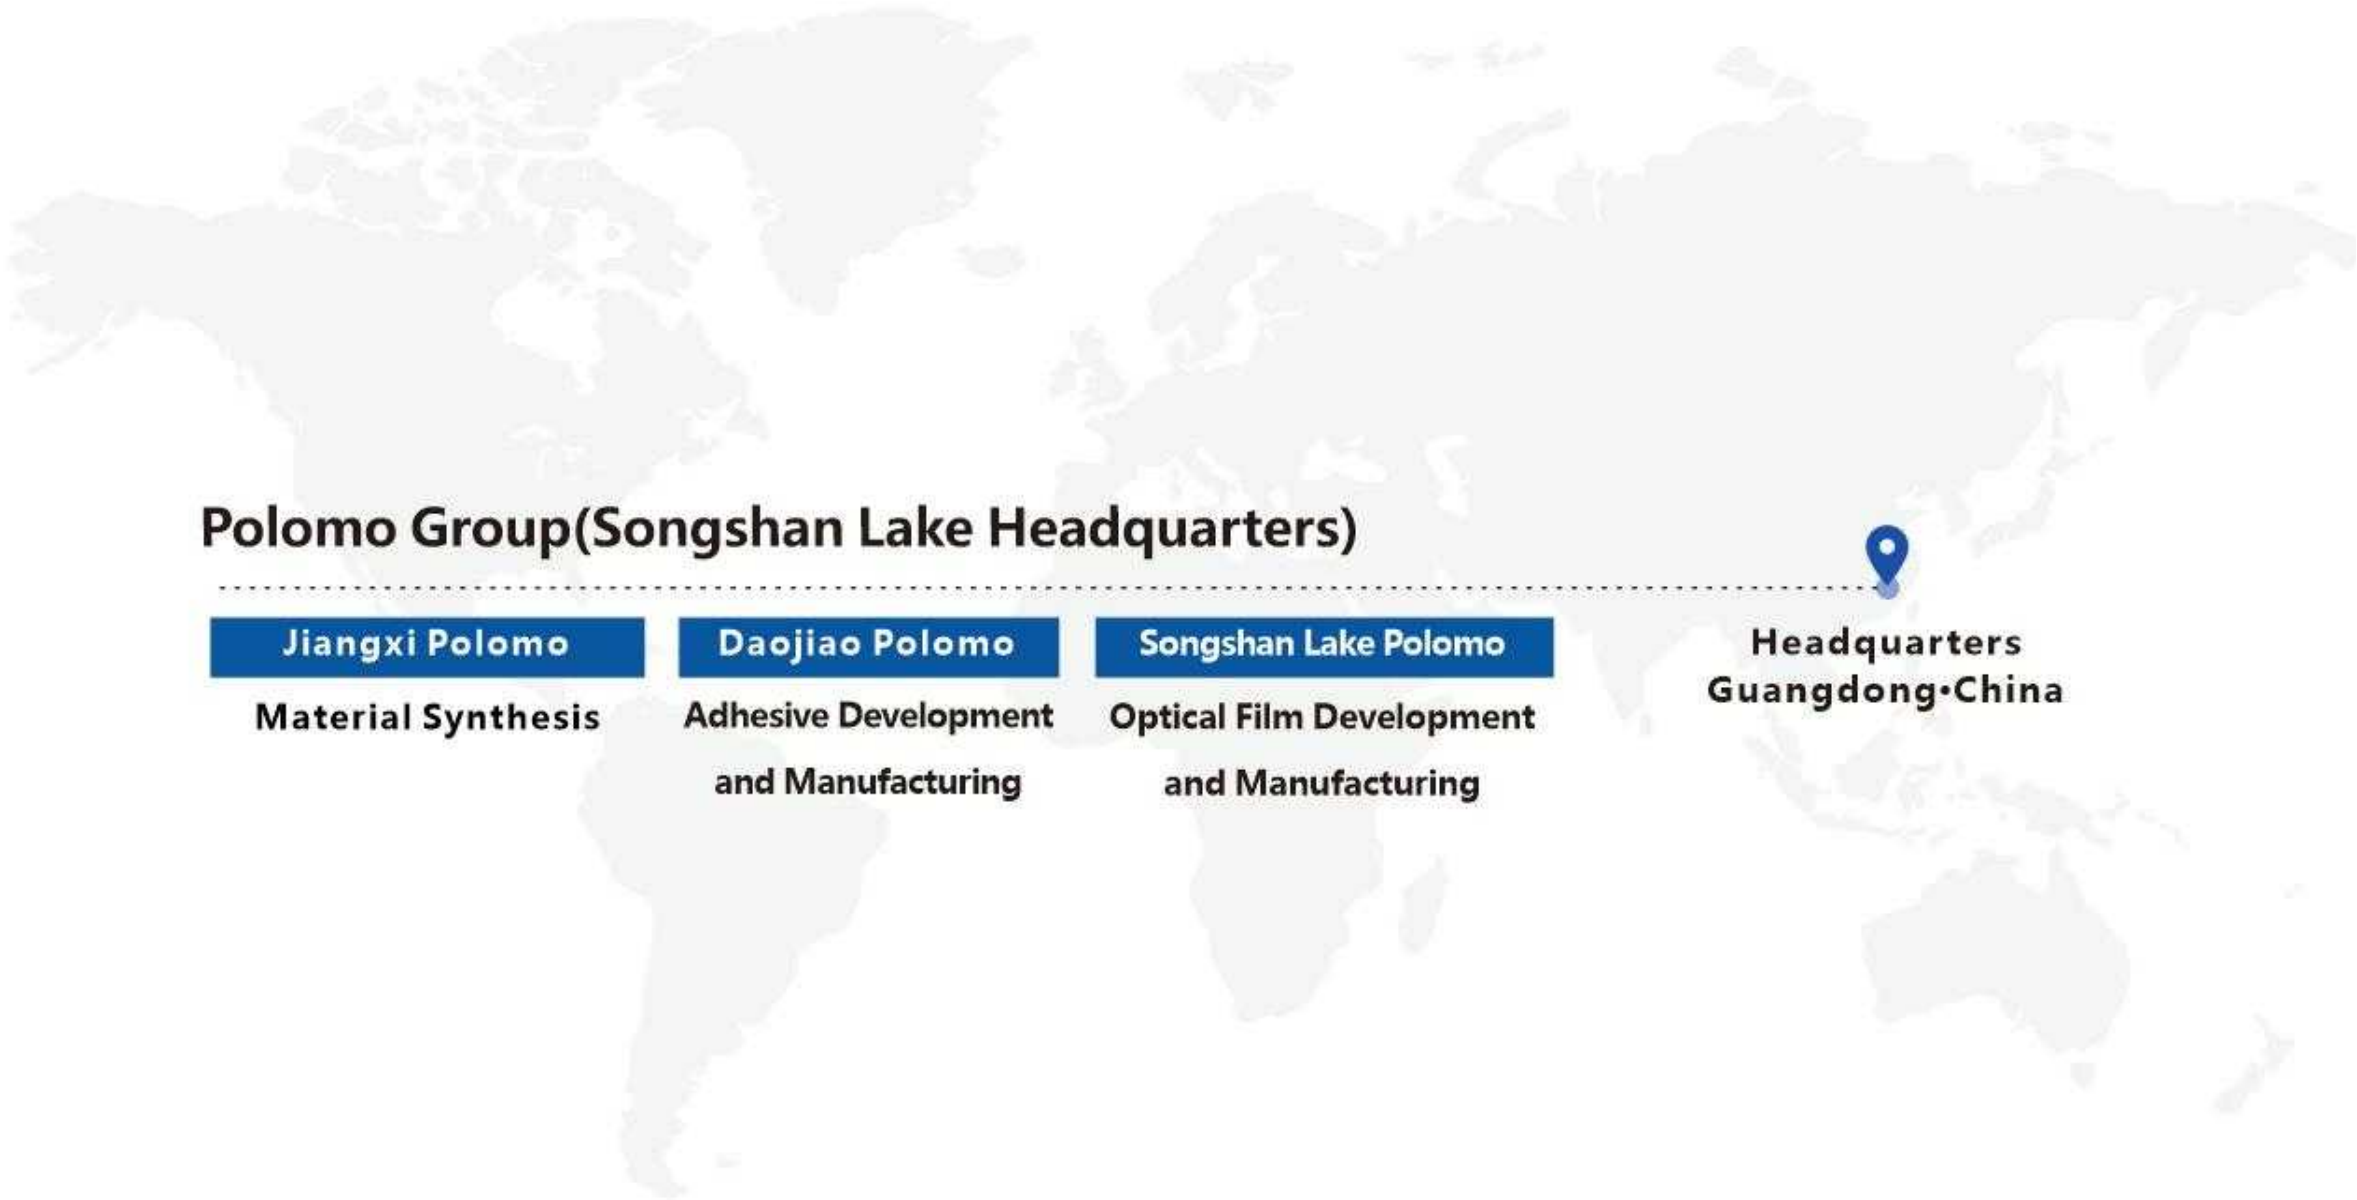 Polomo Group(Songshan Lake Headquarters)
Jiangxi Polomo
Material Synthesis
Daojiao Polomo
Adhesive Development
and Manufacturing
Songshan Lake Polomo
Optical Film Development
and Manufacturing
Headquarters
Guangdong•China